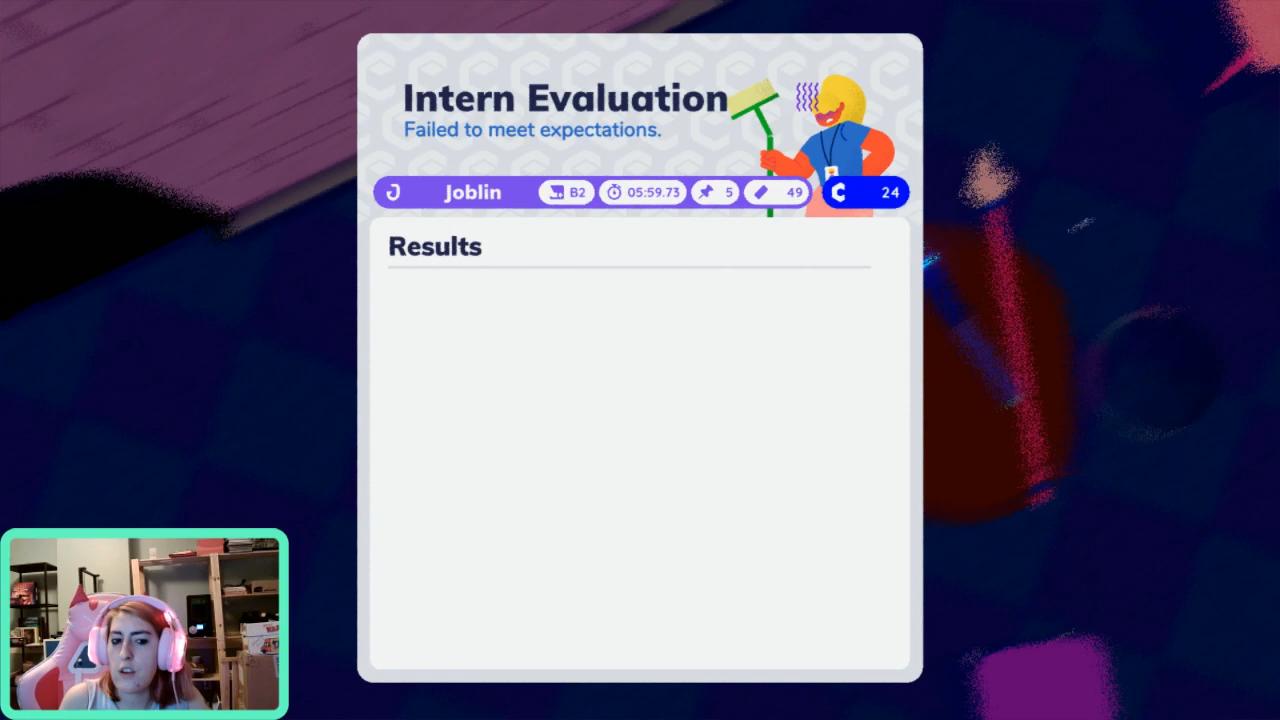 Intern Evaluation
Failed to meet expectations.
J Joblin B2 05:59.73 5 49 C 24
Results